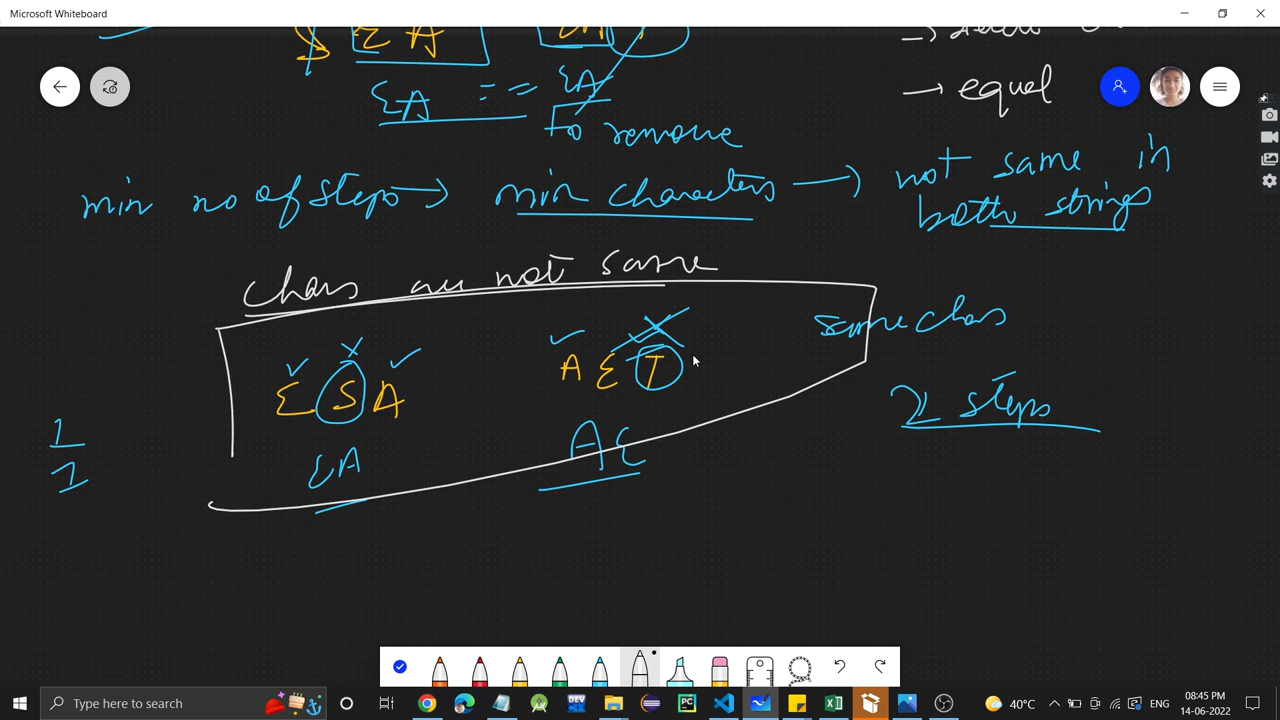 Microsoft Whiteboard
EA == EA
→ equal
To remove
min no of steps → min characters → not same in
both strings
chars are not same
same chars
E S A
A E T
2 steps
EA
AE
1
1
Type here to search
40°C
ENG
08:45 PM
14-06-2022